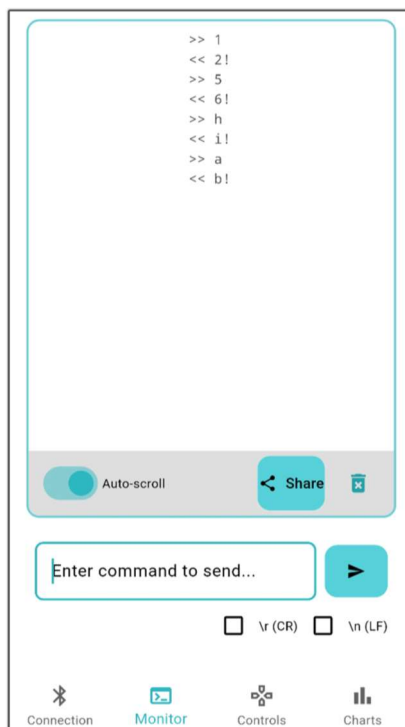 >> 1
<< 2!
>> 5
<< 6!
>> h
<< i!
>> a
<< b!
Auto-scroll
Share
Enter command to send...
\r (CR)
\n (LF)
Connection
Monitor
Controls
Charts